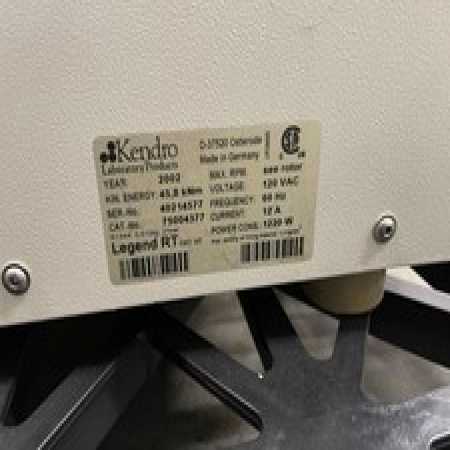 Kendro
Laboratory Products
D-37520 Osterode
Made in Germany
YEAR: 2002
KIN. ENERGY: 45,8 kNm
SER.-No.: 40214577
CAT.-No.: 75004377
Legend RT
MAX. RPM: see rotor
VOLTAGE: 120 VAC
FREQUENCY: 60 Hz
CURRENT: 12 A
POWER CONS: 1230 W